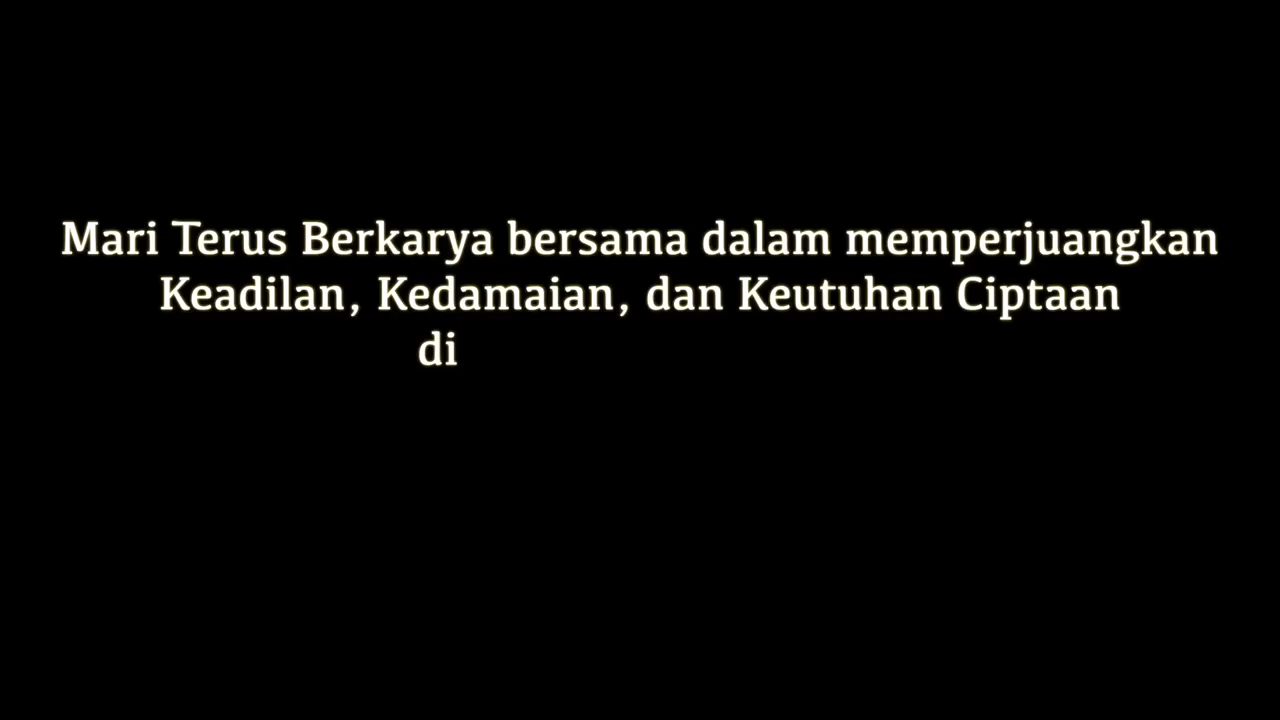 Mari Terus Berkarya bersama dalam memperjuangkan
Keadilan, Kedamaian, dan Keutuhan Ciptaan
di